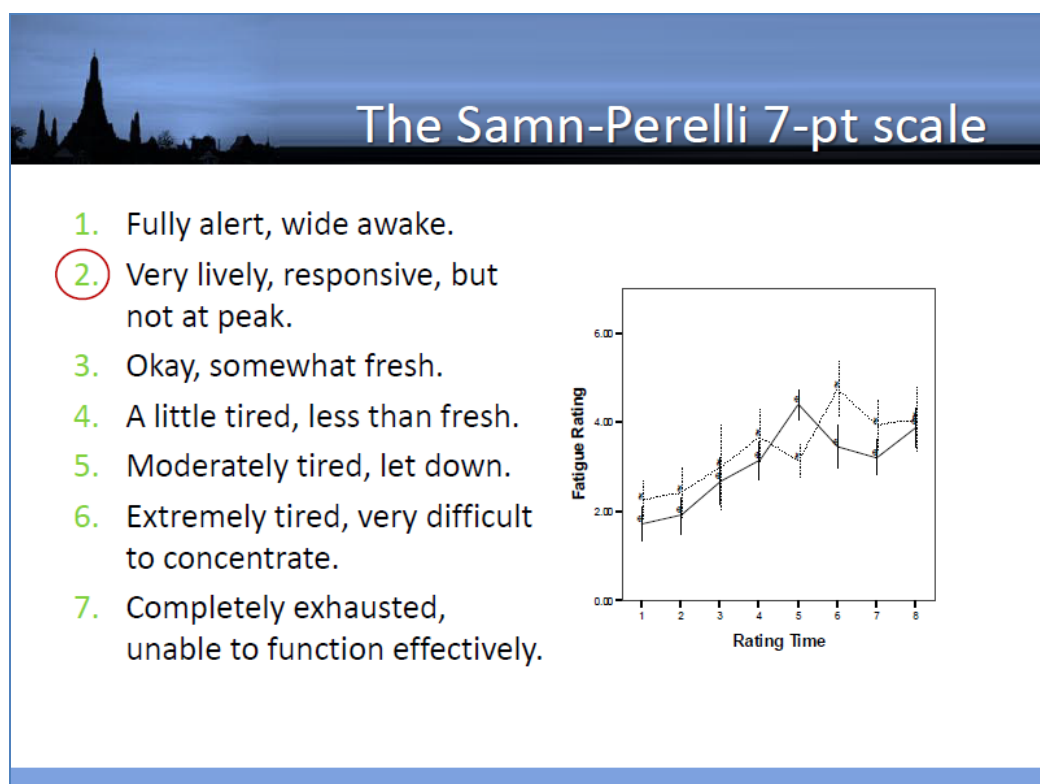 The Samn-Perelli 7-pt scale
1. Fully alert, wide awake.
2. Very lively, responsive, but
not at peak.
3. Okay, somewhat fresh.
4. A little tired, less than fresh.
5. Moderately tired, let down.
6. Extremely tired, very difficult
to concentrate.
7. Completely exhausted,
unable to function effectively.
6.00
4.00
2.00
0.00
Fatigue Rating
1 2 3 4 5 6 7 8
Rating Time